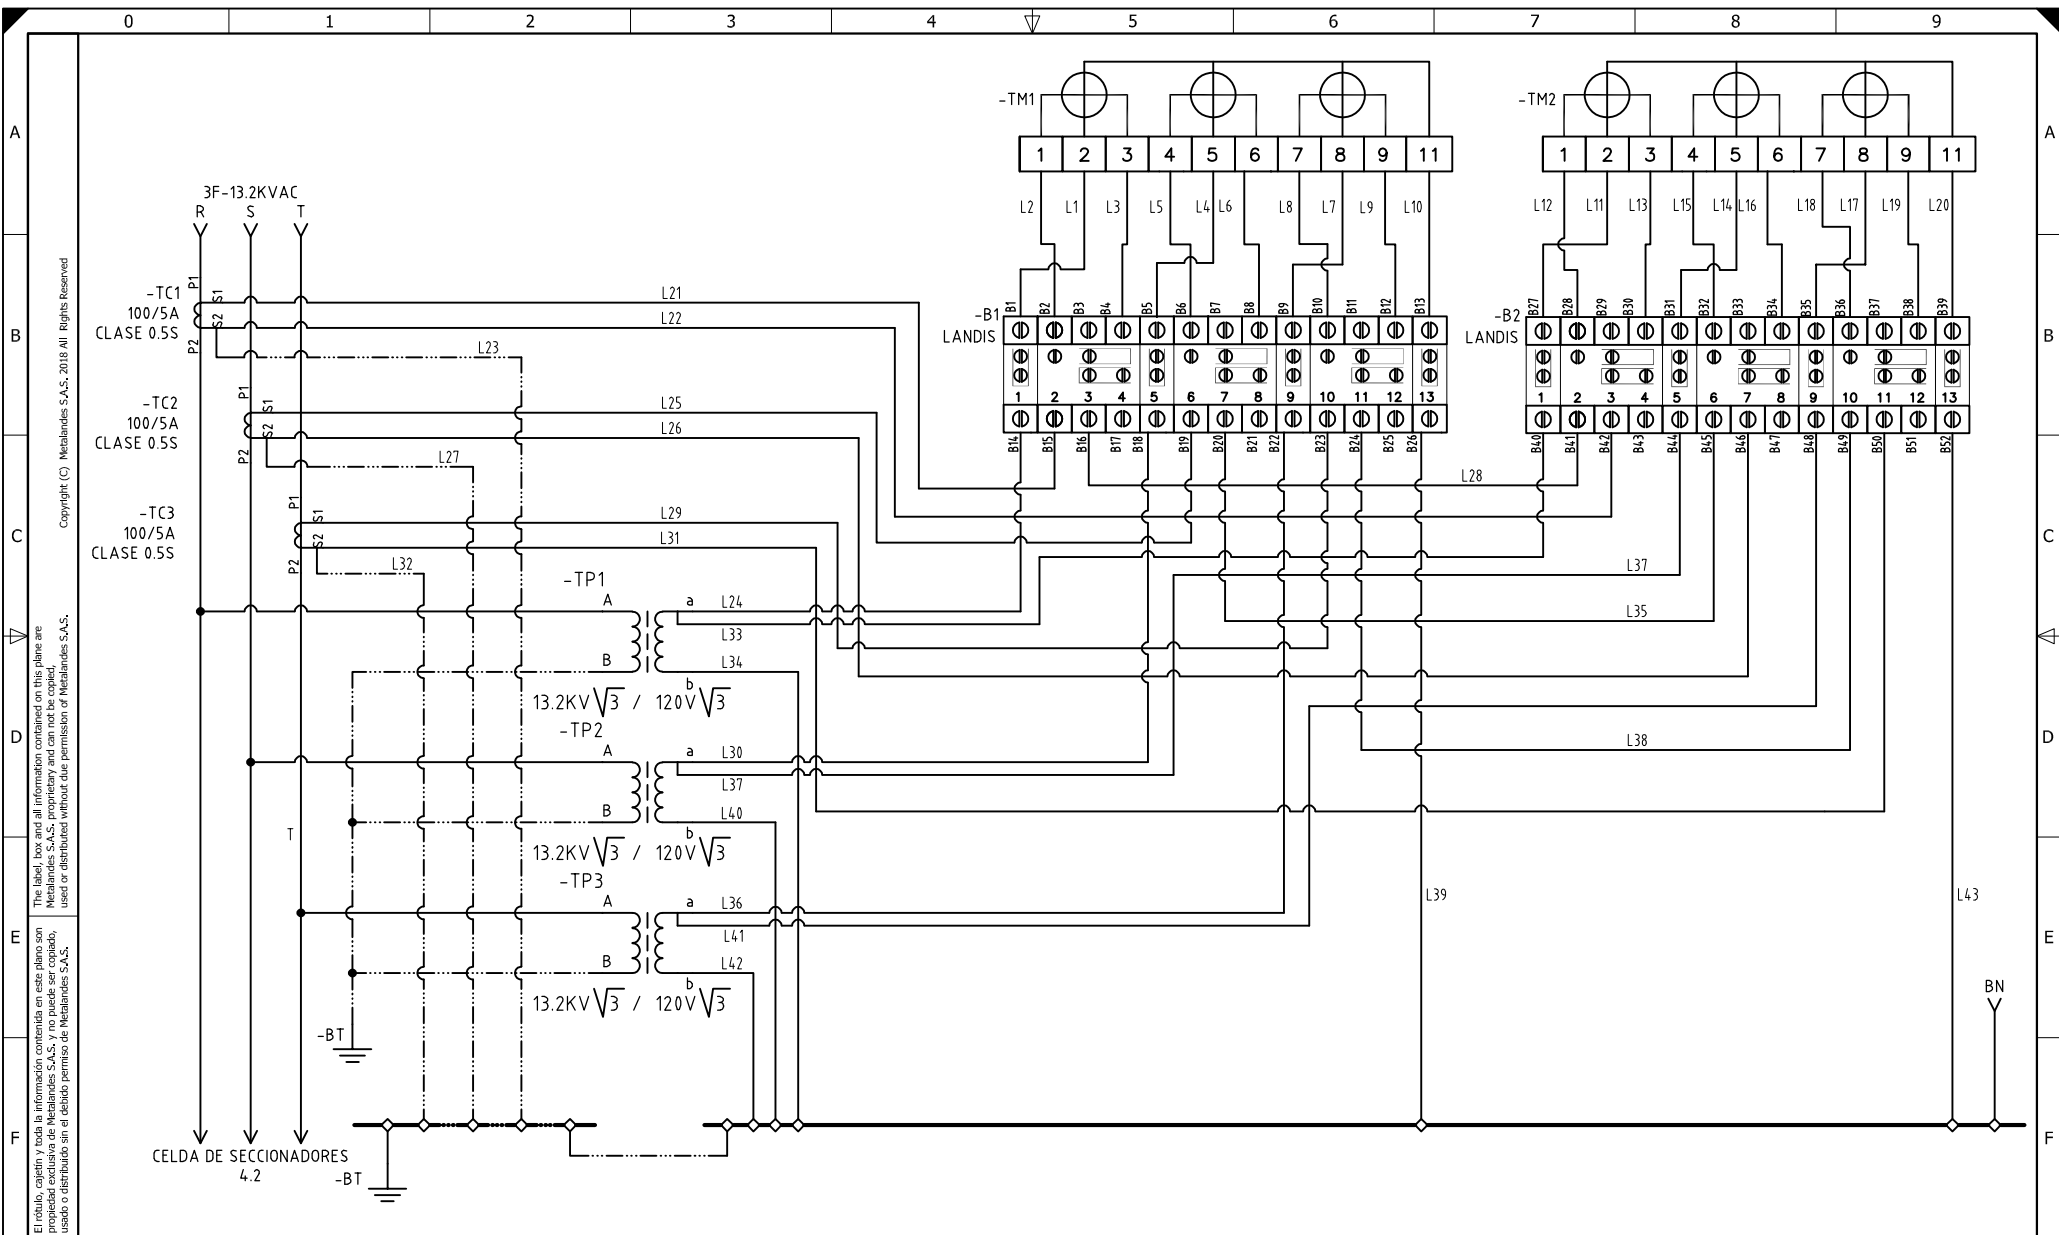 0 1 2 3 4 5 6 7 8 9
-TM1
1 2 3 4 5 6 7 8 9 11
L2 L1 L3 L5 L4 L6 L8 L7 L9 L10
-TM2
1 2 3 4 5 6 7 8 9 11
L12 L11 L13 L15 L14 L16 L18 L17 L19 L20
A A
B B
C C
D D
E E
F F
3F-13.2KVAC
R S T
-TC1
100/5A
CLASE 0.5S
P1 S1
S2 P2
L21
L22
L23
-TC2
100/5A
CLASE 0.5S
P1 S1
S2 P2
L25
L26
L27
-TC3
100/5A
CLASE 0.5S
P1 S1
S2 P2
L29
L31
L32
-B1
LANDIS
B1 B2 B3 B4 B5 B6 B7 B8 B9 B10 B11 B12 B13
1 2 3 4 5 6 7 8 9 10 11 12 13
B14 B15 B16 B17 B18 B19 B20 B21 B22 B23 B24 B25 B26
-B2
LANDIS
B27 B28 B29 B30 B31 B32 B33 B34 B35 B36 B37 B38 B39
1 2 3 4 5 6 7 8 9 10 11 12 13
B40 B41 B42 B43 B44 B45 B46 B47 B48 B49 B50 B51 B52
L28
L37
L35
L38
L39
L43
-TP1
A a L24
L33
B L34
b
13.2KV√3 / 120V√3
-TP2
A a L30
L37
B L40
b
13.2KV√3 / 120V√3
T
-TP3
A a L36
L41
B L42
b
13.2KV√3 / 120V√3
-BT
BN
CELDA DE SECCIONADORES
4.2
-BT
Copyright (C) Metalandes S.A.S. 2018 All Rights Reserved
The label, box and all information contained on this plane are
Metalandes S.A.S. proprietary and can not be copied,
used or distributed without due permission of Metalandes S.A.S.
El rótulo, cajetín y toda la información contenida en este plano son
propiedad exclusiva de Metalandes S.A.S. y no puede ser copiado,
usado o distribuido sin el debido permiso de Metalandes S.A.S.